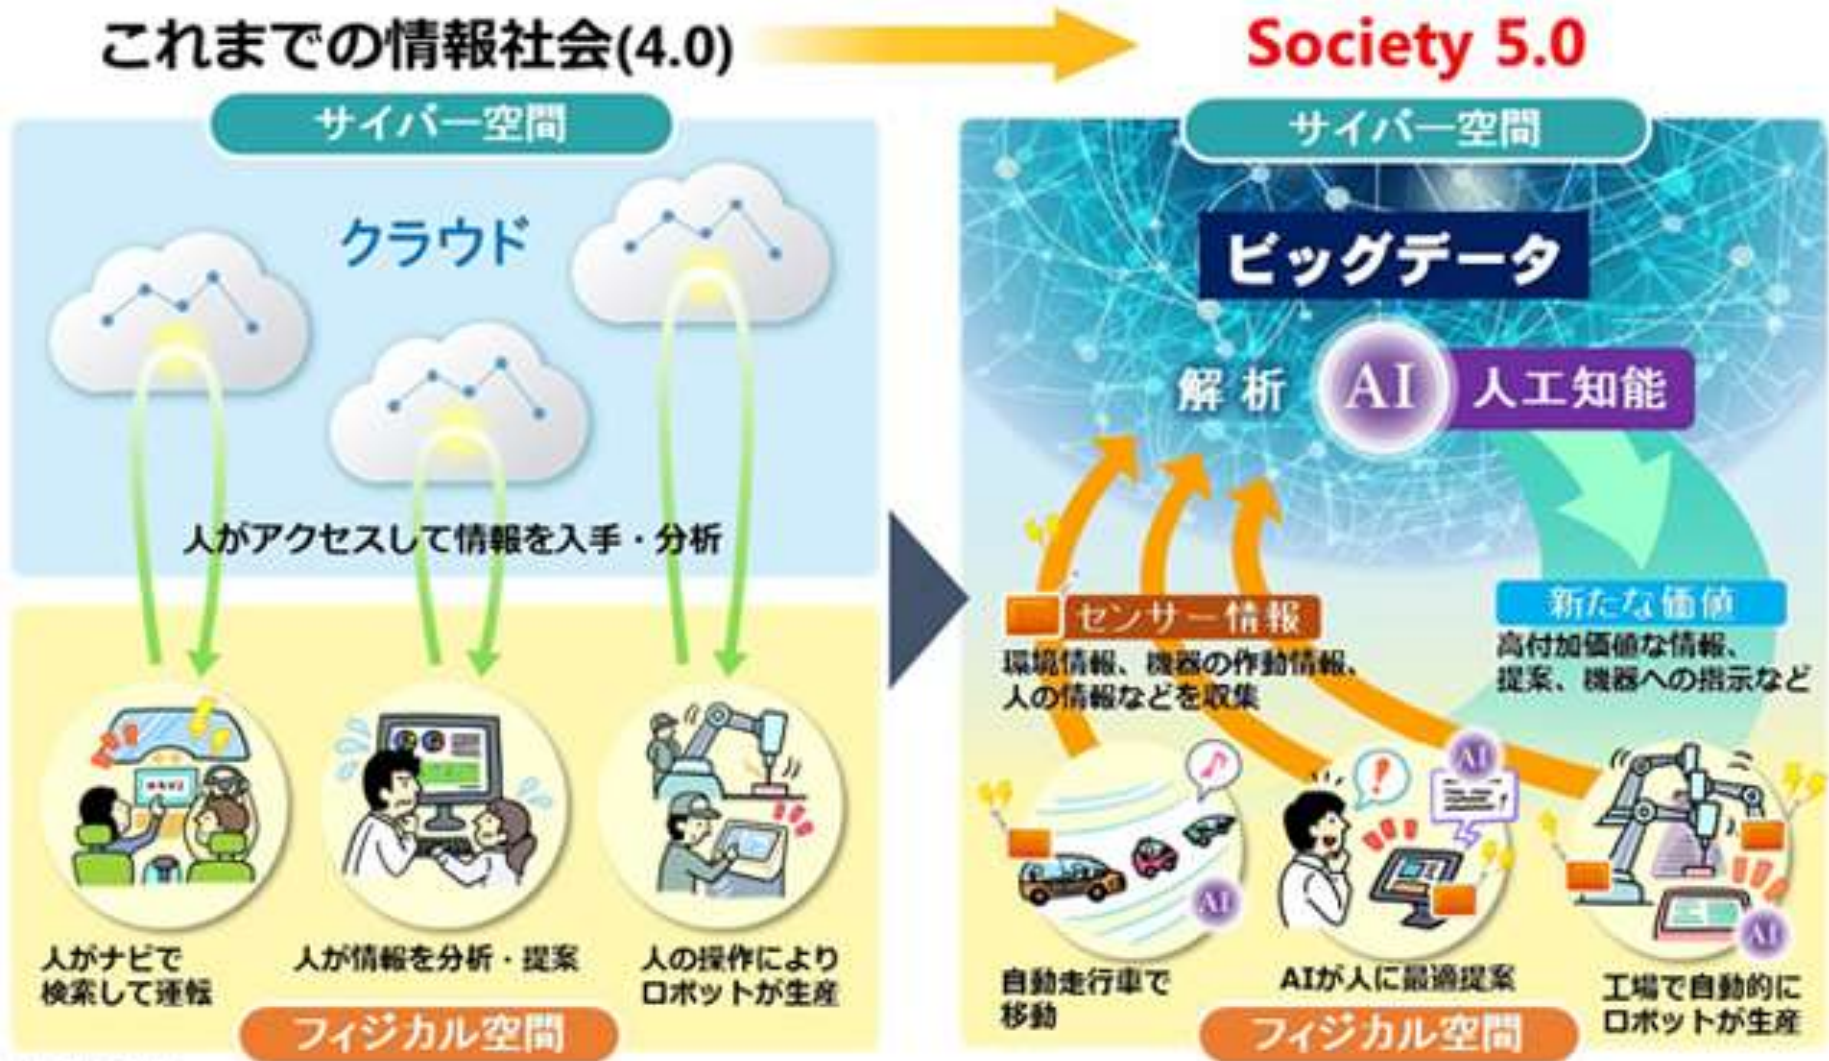 これまでの情報社会(4.0)
Society 5.0
サイバー空間
クラウド
人がアクセスして情報を入手・分析
人がナビで
検索して運転
人が情報を分析・提案
人の操作により
ロボットが生産
フィジカル空間
サイバー空間
ビッグデータ
解析
AI
人工知能
センサー情報
環境情報、機器の作動情報、
人の情報などを収集
新たな価値
高付加価値な情報、
提案、機器への指示など
AI
AI
AI
自動走行車で
移動
AIが人に最適提案
工場で自動的に
ロボットが生産
フィジカル空間